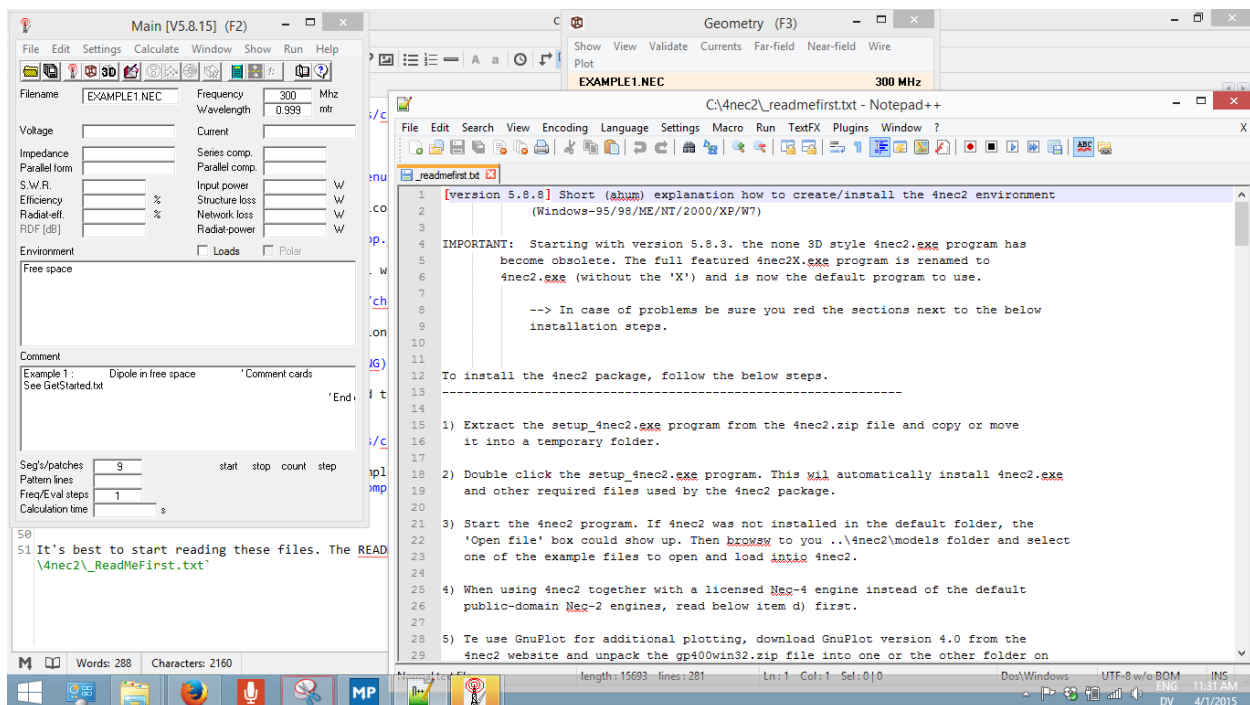 Main [V5.8.15] (F2)
File Edit Settings Calculate Window Show Run Help
3D
Filename EXAMPLE1.NEC Frequency 300 Mhz
Wavelength 0.999 mtr
Voltage Current
Impedance Series comp.
Parallel form Parallel comp.
S.W.R. Input power W
Efficiency % Structure loss W
Radiat-eff. % Network loss W
RDF [dB] Radiat-power W
Environment Loads Polar
Free space
Comment
Example 1 : Dipole in free space ' Comment cards
See GetStarted.txt
' End
Seg's/patches 9 start stop count step
Pattern lines
Freq/Eval steps 1
Calculation time s
50
51 It's best to start reading these files. The READ
\4nec2\_ReadMeFirst.txt`
Words: 288 Characters: 2160
Geometry (F3)
Show View Validate Currents Far-field Near-field Wire
Plot
EXAMPLE1.NEC 300 MHz
C:\4nec2\_readmefirst.txt - Notepad++
File Edit Search View Encoding Language Settings Macro Run TextFX Plugins Window ? X
ABC
_readmefirst.txt
1 [version 5.8.8] Short (ahum) explanation how to create/install the 4nec2 environment
2 (Windows-95/98/ME/NT/2000/XP/W7)
3
4 IMPORTANT: Starting with version 5.8.3. the none 3D style 4nec2.exe program has
5 become obsolete. The full featured 4nec2X.exe program is renamed to
6 4nec2.exe (without the 'X') and is now the default program to use.
7
8 --> In case of problems be sure you red the sections next to the below
9 installation steps.
10
11
12 To install the 4nec2 package, follow the below steps.
13 ---------------------------------------------------------------
14
15 1) Extract the setup_4nec2.exe program from the 4nec2.zip file and copy or move
16 it into a temporary folder.
17
18 2) Double click the setup_4nec2.exe program. This wil automatically install 4nec2.exe
19 and other required files used by the 4nec2 package.
20
21 3) Start the 4nec2 program. If 4nec2 was not installed in the default folder, the
22 'Open file' box could show up. Then browsw to you ..\4nec2\models folder and select
23 one of the example files to open and load intio 4nec2.
24
25 4) When using 4nec2 together with a licensed Nec-4 engine instead of the default
26 public-domain Nec-2 engines, read below item d) first.
27
28 5) Te use GnuPlot for additional plotting, download GnuPlot version 4.0 from the
29 4nec2 website and unpack the gp400win32.zip file into one or the other folder on
length : 15693 lines : 281 Ln : 1 Col : 1 Sel : 0 | 0 Dos\Windows UTF-8 w/o BOM INS
MP
ENG 11:31 AM
DV 4/1/2015